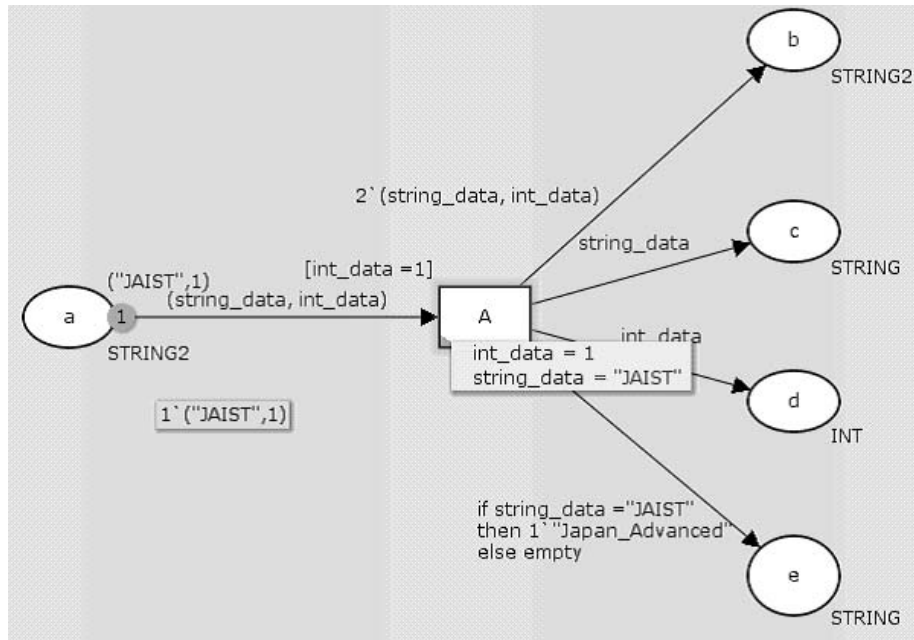 b
STRING2
2`(string_data, int_data)
string_data
c
STRING
[int_data =1]
("JAIST",1)
(string_data, int_data)
a
1
A
STRING2
int_data
int_data = 1
string_data = "JAIST"
1`("JAIST",1)
d
INT
if string_data ="JAIST"
then 1`"Japan_Advanced"
else empty
e
STRING